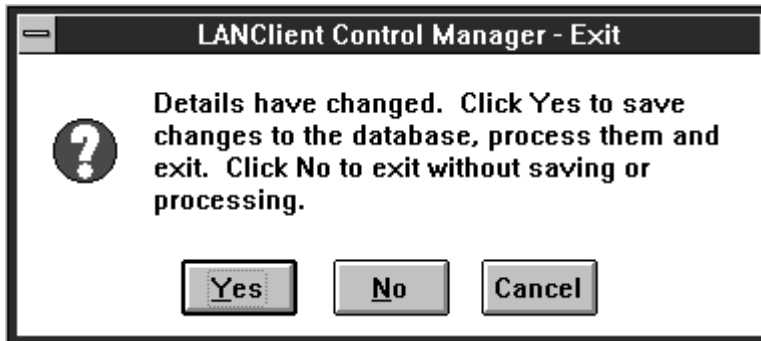 LANClient Control Manager - Exit
Details have changed.  Click Yes to save
changes to the database, process them and
exit.  Click No to exit without saving or
processing.
Yes No Cancel